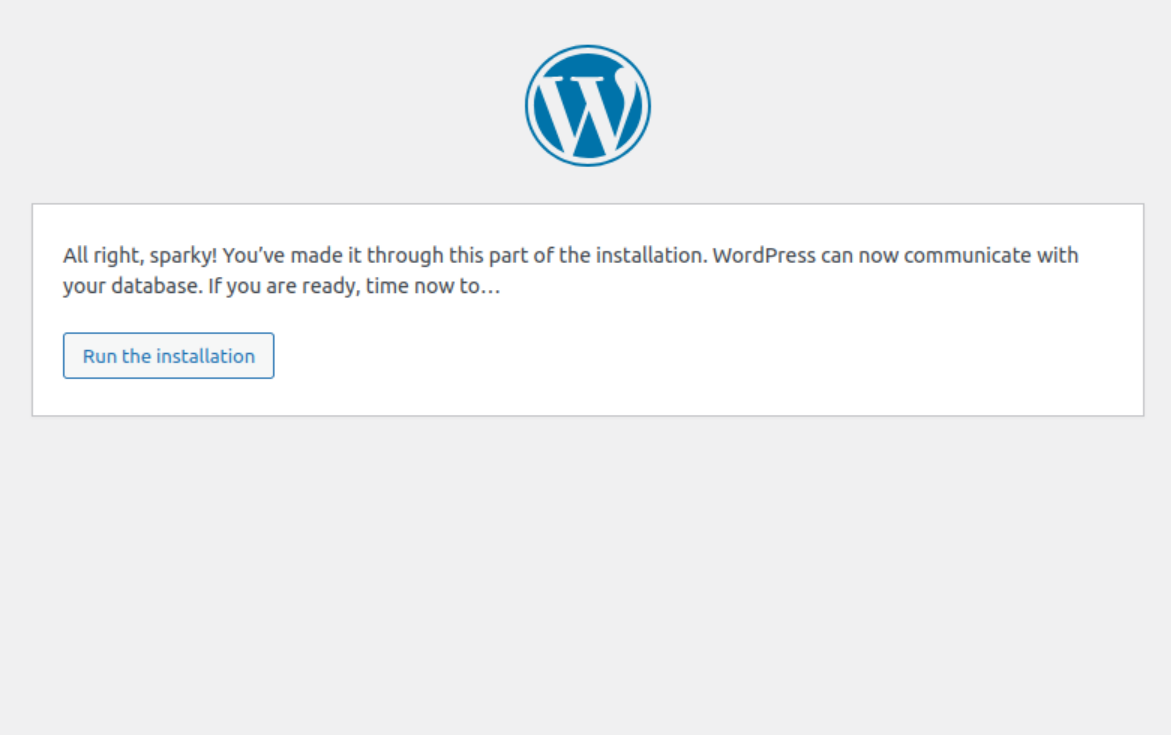 All right, sparky! You’ve made it through this part of the installation. WordPress can now communicate with
your database. If you are ready, time now to…
Run the installation